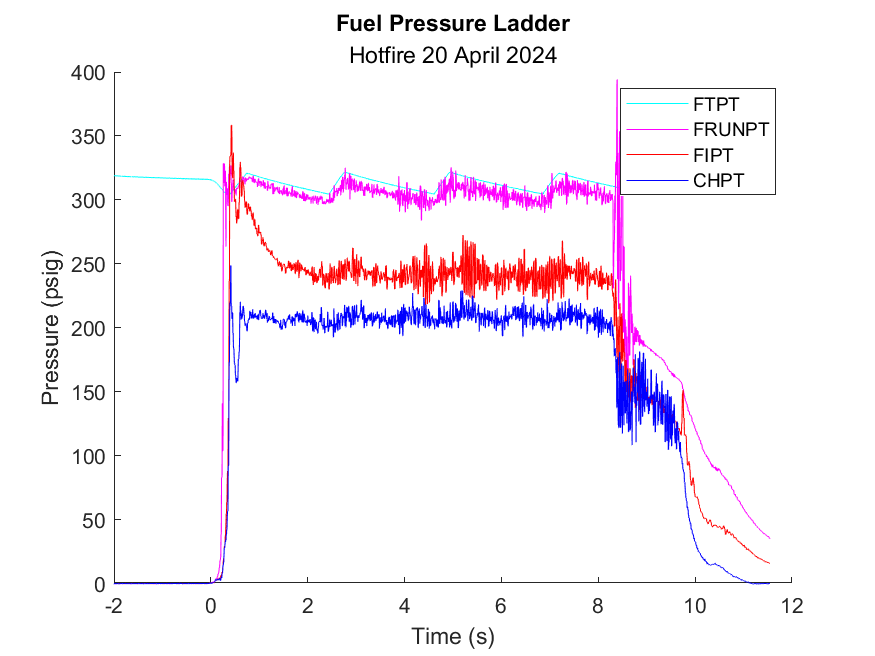 Fuel Pressure Ladder
Hotfire 20 April 2024
400
350
300
250
200
150
100
50
0
Pressure (psig)
FTPT
FRUNPT
FIPT
CHPT
-2
0
2
4
6
8
10
12
Time (s)